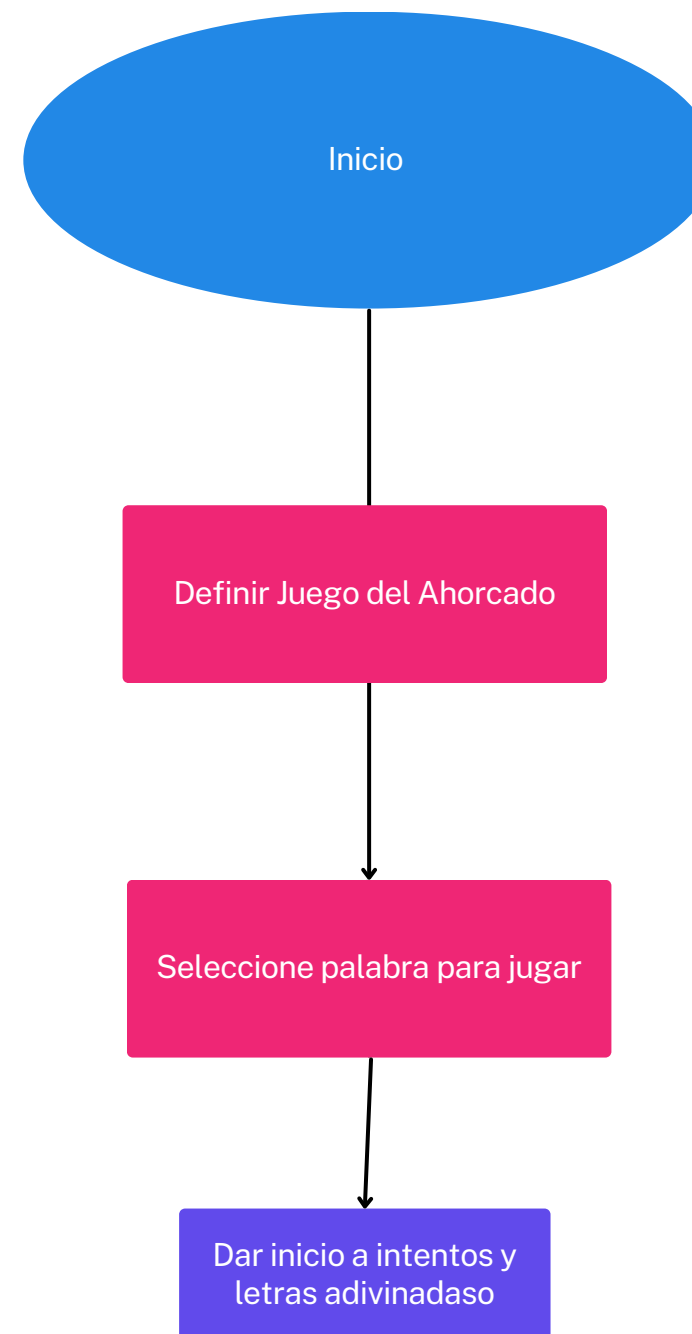 Inicio
Definir Juego del Ahorcado
Seleccione palabra para jugar
Dar inicio a intentos y
letras adivinadaso